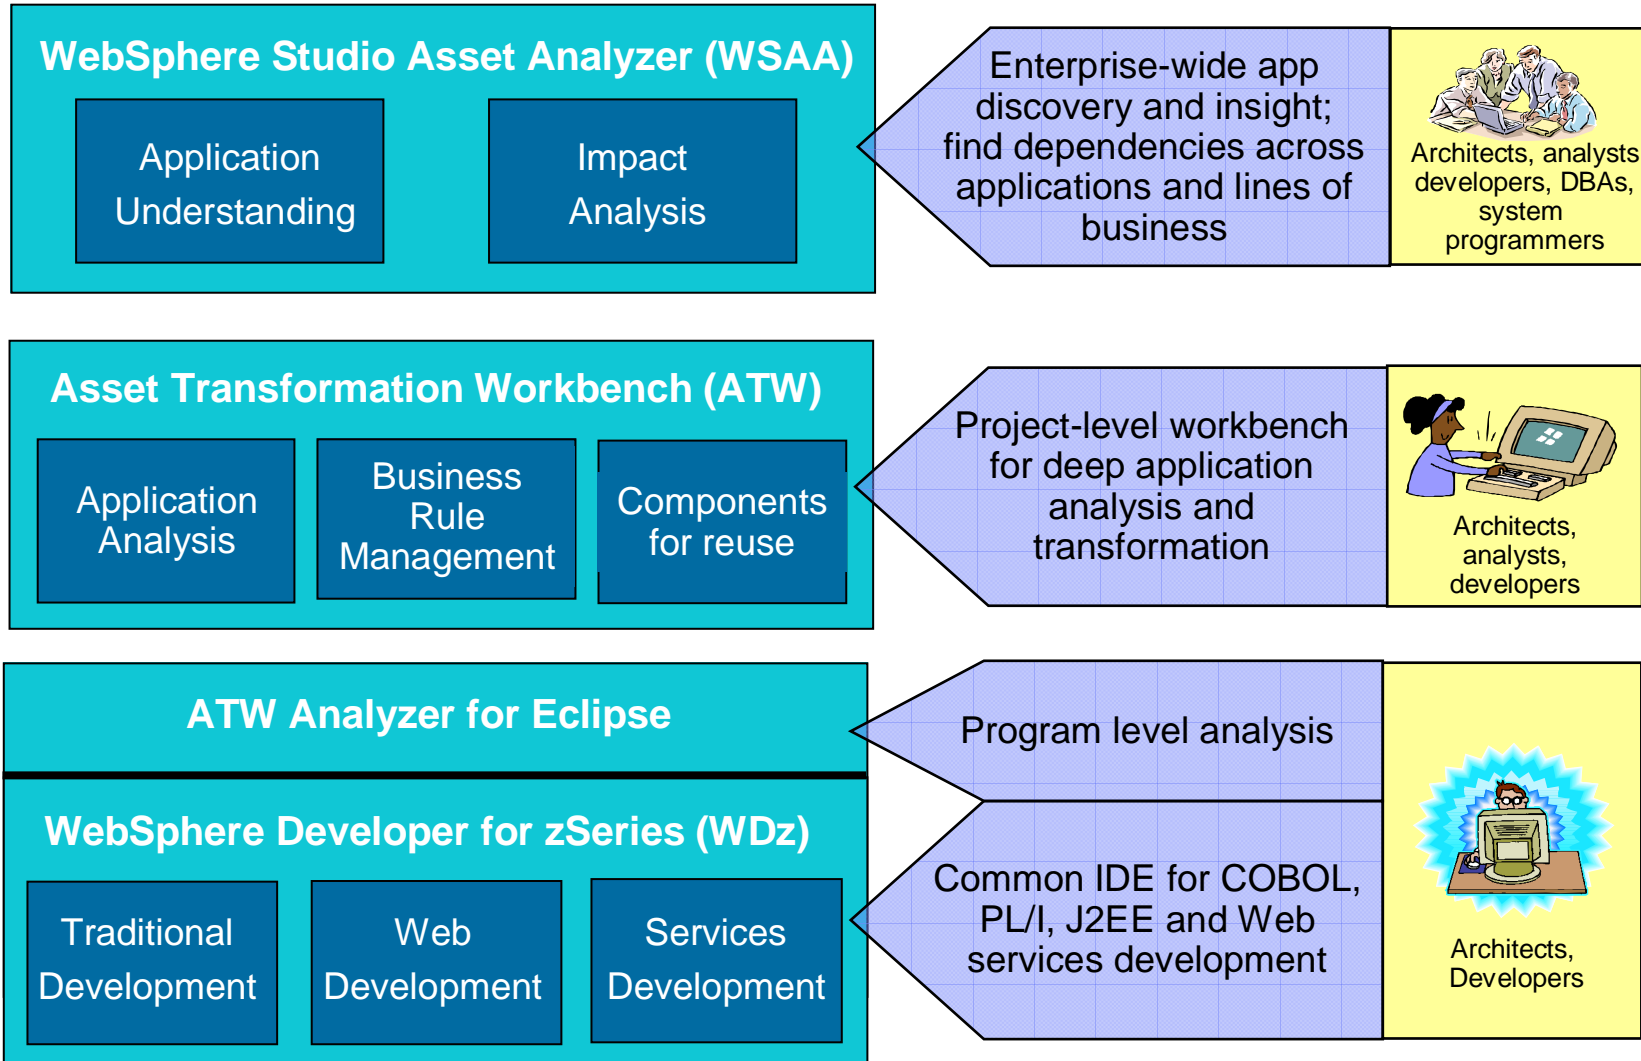 WebSphere Studio Asset Analyzer (WSAA)
Application
Understanding
Impact
Analysis
Enterprise-wide app
discovery and insight;
find dependencies across
applications and lines of
business
Architects, analysts
developers, DBAs,
system
programmers
Asset Transformation Workbench (ATW)
Application
Analysis
Business
Rule
Management
Components
for reuse
Project-level workbench
for deep application
analysis and
transformation
Architects,
analysts,
developers
ATW Analyzer for Eclipse
Program level analysis
WebSphere Developer for zSeries (WDz)
Traditional
Development
Web
Development
Services
Development
Common IDE for COBOL,
PL/I, J2EE and Web
services development
Architects,
Developers